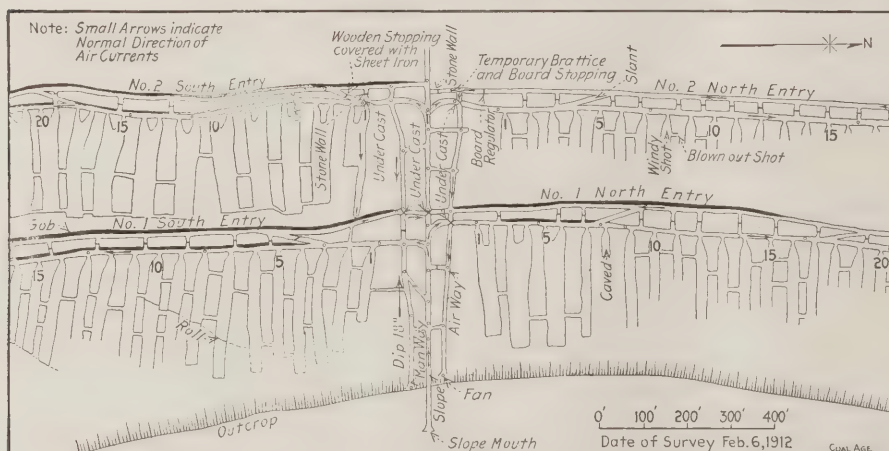 Note: Small Arrows indicate
Normal Direction of
Air Currents
Wooden Stopping
covered with
Sheet Iron
Stone Wall
Temporary Brattice
and Board Stopping
Slant
N
No. 2 South Entry
No. 2 North Entry
20
15
10
Stone Wall
Under Cast
Under Cast
Under Cast
Board
Regulator
1
5
Windy
Shot
10
Blown out Shot
15
Gob
No. 1 South Entry
No. 1 North Entry
15
10
5
1
1
5
Caved
10
15
20
Roll
Dip 18°
Man Way
Air Way
Slope
Fan
Outcrop
Slope Mouth
0' 100' 200' 300' 400'
Date of Survey Feb. 6, 1912
COAL AGE